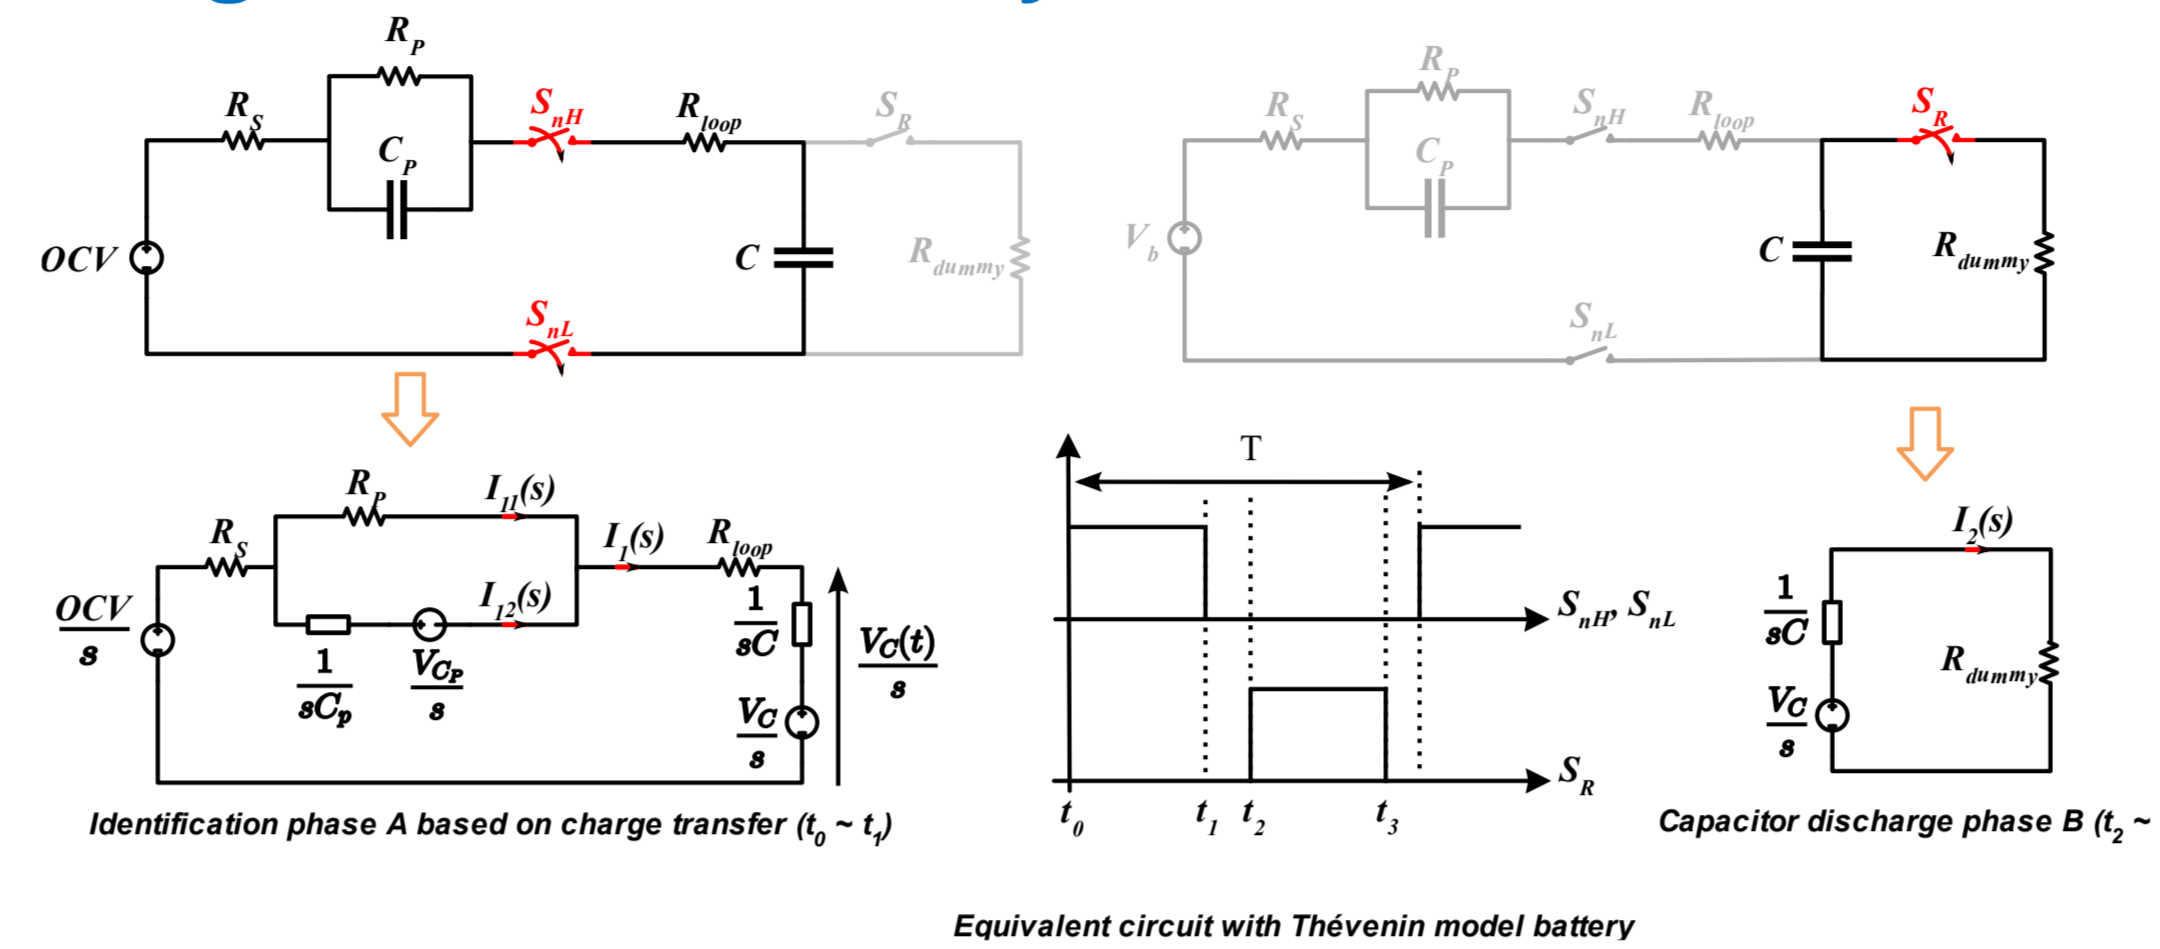 R_P
R_S
C_P
S_nH
R_loop
S_R
OCV
C
R_dummy
S_nL
R_P
R_S
C_P
S_nH
R_loop
S_R
V_b
C
R_dummy
S_nL
R_P
I_11(s)
R_S
I_1(s)
R_loop
OCV/s
I_12(s)
1/sC_p
V_{C_P}/s
1/sC
V_C/s
V_C(t)/s
Identification phase A based on charge transfer (t_0 ~ t_1)
T
S_nH, S_nL
S_R
t_0 t_1 t_2 t_3
I_2(s)
1/sC
V_C/s
R_dummy
Capacitor discharge phase B (t_2 ~
Equivalent circuit with Thévenin model battery